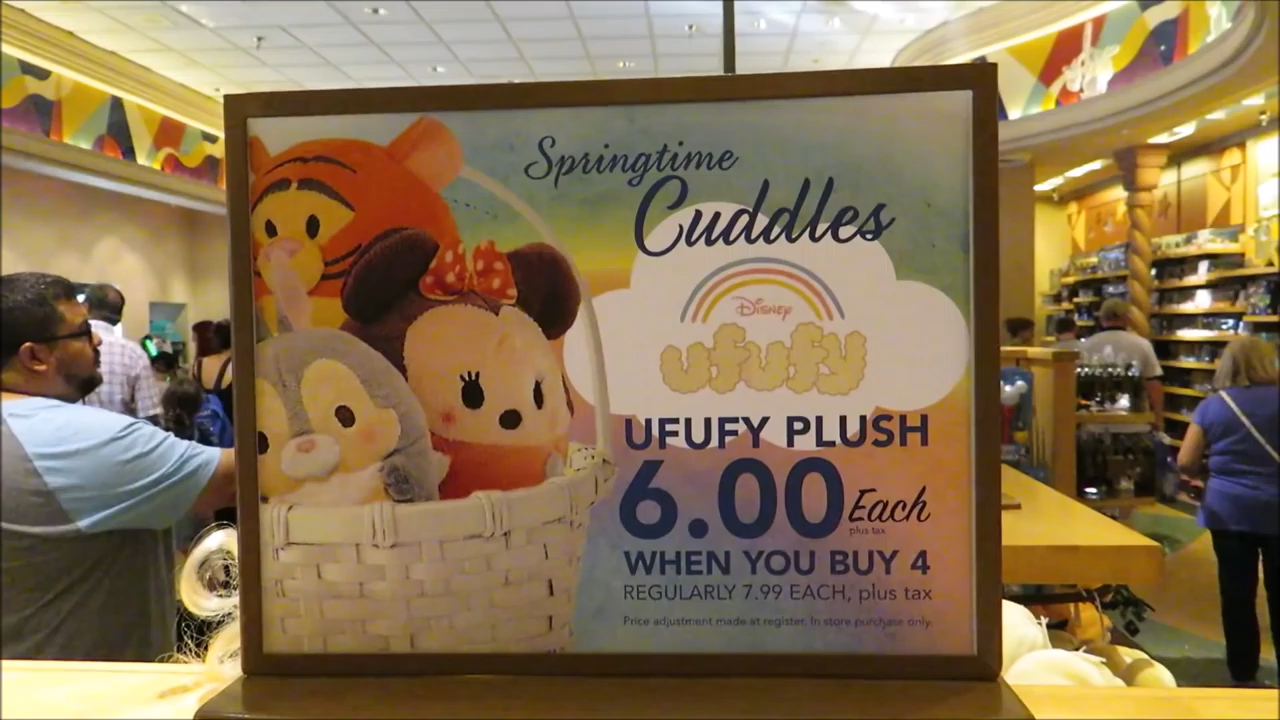 Springtime
Cuddles
Disney
ufufy
UFUFY PLUSH
6.00 Each
plus tax
WHEN YOU BUY 4
REGULARLY 7.99 EACH, plus tax
Price adjustment made at register. In store purchase only.